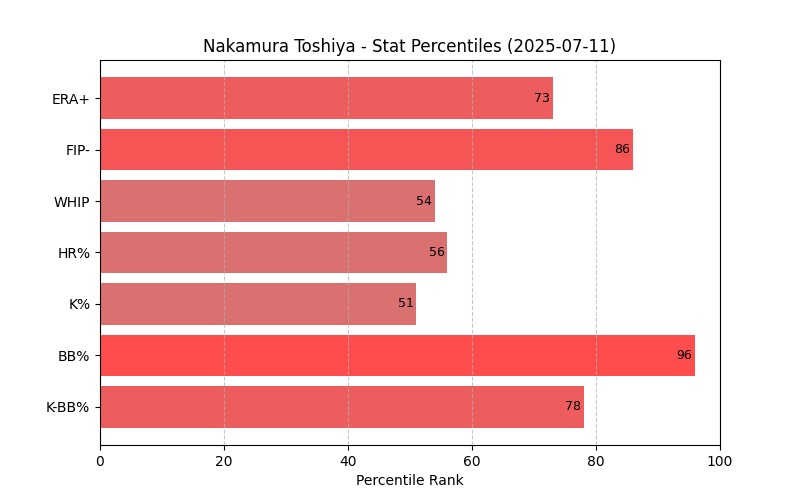 Nakamura Toshiya - Stat Percentiles (2025-07-11)
ERA+ 73
FIP- 86
WHIP 54
HR% 56
K% 51
BB% 96
K-BB% 78
0 20 40 60 80 100
Percentile Rank